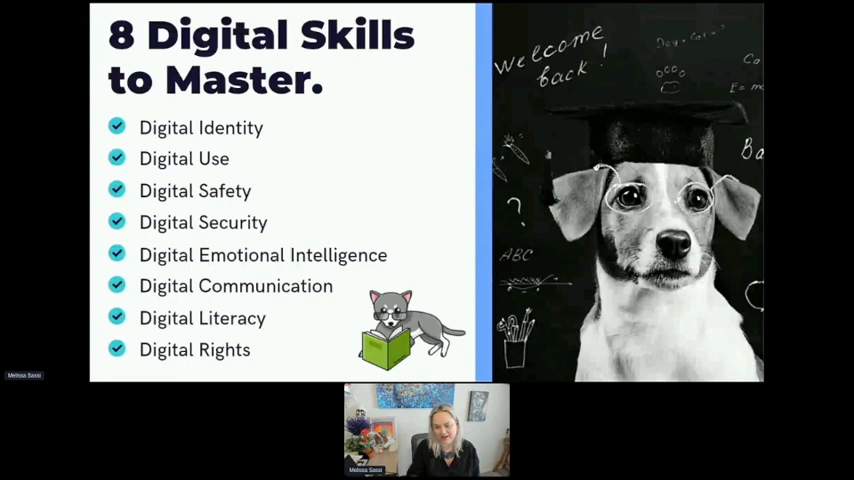 8 Digital Skills
to Master.
Digital Identity
Digital Use
Digital Safety
Digital Security
Digital Emotional Intelligence
Digital Communication
Digital Literacy
Digital Rights
Welcome
back!
?
ABC
E= m
Ba
Melissa Sassi
Melissa Sassi